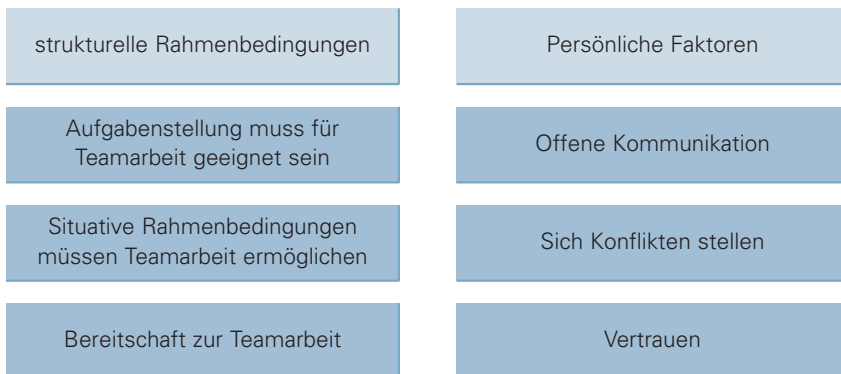 strukturelle Rahmenbedingungen
Persönliche Faktoren
Aufgabenstellung muss für
Teamarbeit geeignet sein
Offene Kommunikation
Situative Rahmenbedingungen
müssen Teamarbeit ermöglichen
Sich Konflikten stellen
Bereitschaft zur Teamarbeit
Vertrauen